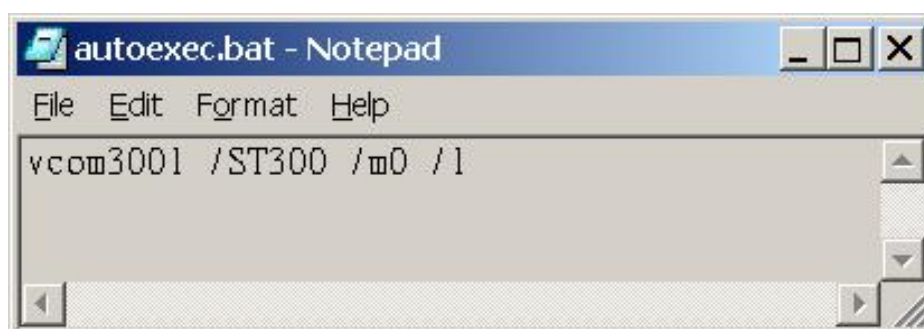 autoexec.bat - Notepad
File Edit Format Help
vcom3001 /ST300 /m0 /l